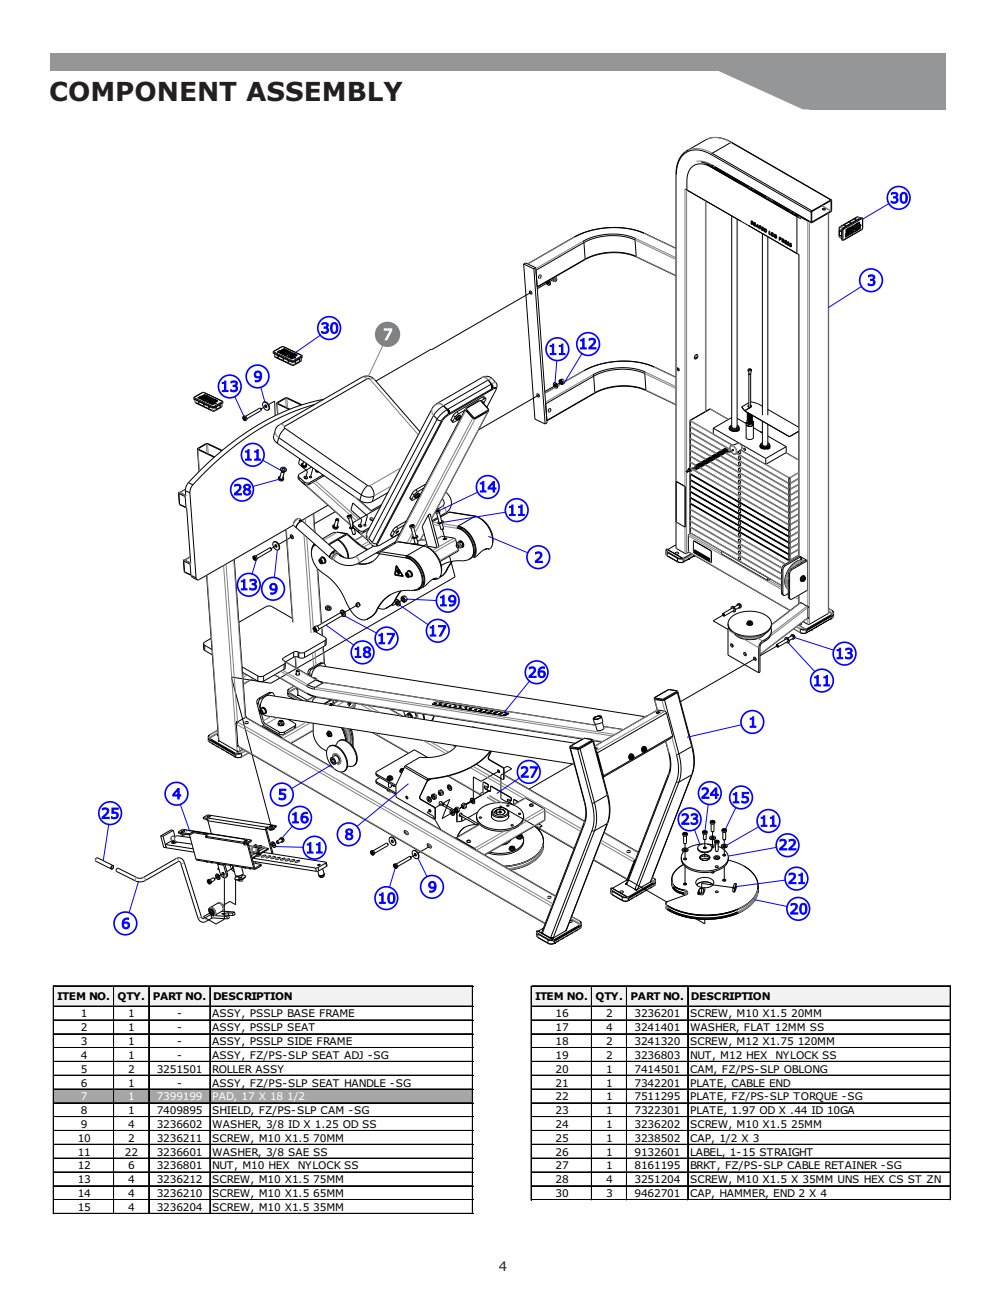 COMPONENT ASSEMBLY
30
3
7
30
11
12
9
13
11
28
14
11
2
13
9
19
17
17
18
26
13
11
1
27
5
4
25
16
11
8
24
15
23
11
22
21
20
9
10
6
ITEM NO. QTY. PART NO. DESCRIPTION
1 1 - ASSY, PSSLP BASE FRAME
2 1 - ASSY, PSSLP SEAT
3 1 - ASSY, PSSLP SIDE FRAME
4 1 - ASSY, FZ/PS-SLP SEAT ADJ -SG
5 2 3251501 ROLLER ASSY
6 1 - ASSY, FZ/PS-SLP SEAT HANDLE -SG
7 1 7399199 PAD, 17 X 18 1/2
8 1 7409895 SHIELD, FZ/PS-SLP CAM -SG
9 4 3236602 WASHER, 3/8 ID X 1.25 OD SS
10 2 3236211 SCREW, M10 X1.5 70MM
11 22 3236601 WASHER, 3/8 SAE SS
12 6 3236801 NUT, M10 HEX NYLOCK SS
13 4 3236212 SCREW, M10 X1.5 75MM
14 4 3236210 SCREW, M10 X1.5 65MM
15 4 3236204 SCREW, M10 X1.5 35MM
ITEM NO. QTY. PART NO. DESCRIPTION
16 2 3236201 SCREW, M10 X1.5 20MM
17 4 3241401 WASHER, FLAT 12MM SS
18 2 3241320 SCREW, M12 X1.75 120MM
19 2 3236803 NUT, M12 HEX NYLOCK SS
20 1 7414501 CAM, FZ/PS-SLP OBLONG
21 1 7342201 PLATE, CABLE END
22 1 7511295 PLATE, FZ/PS-SLP TORQUE -SG
23 1 7322301 PLATE, 1.97 OD X .44 ID 10GA
24 1 3236202 SCREW, M10 X1.5 25MM
25 1 3238502 CAP, 1/2 X 3
26 1 9132601 LABEL, 1-15 STRAIGHT
27 1 8161195 BRKT, FZ/PS-SLP CABLE RETAINER -SG
28 4 3251204 SCREW, M10 X1.5 X 35MM UNS HEX CS ST ZN
30 3 9462701 CAP, HAMMER, END 2 X 4
4